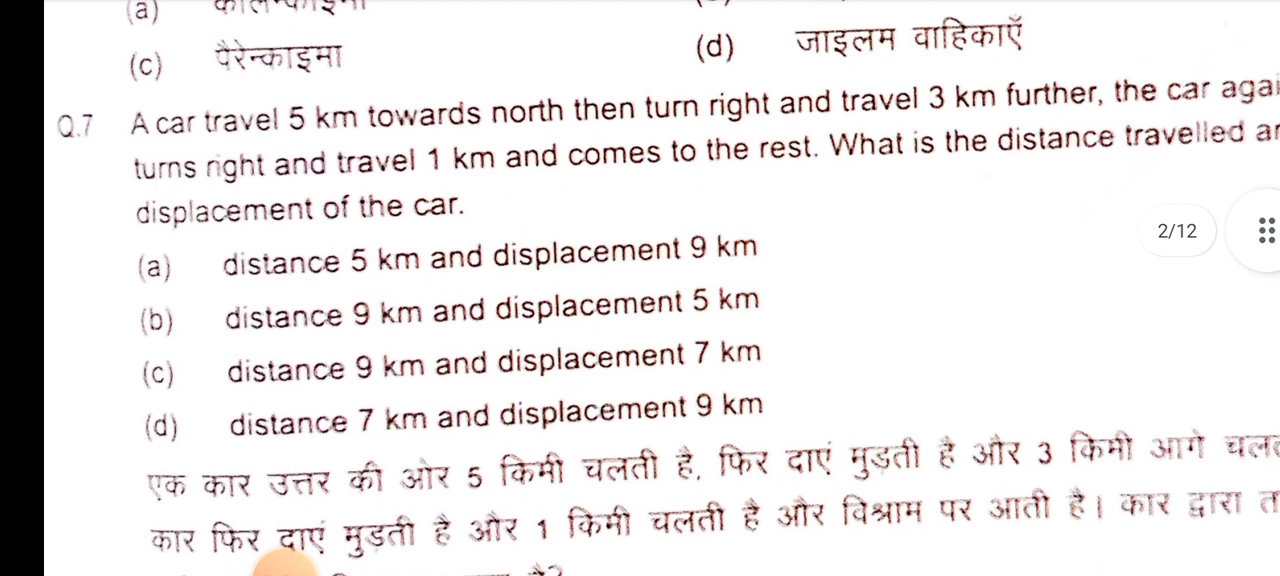 (a)
(c) पैरेन्काइमा (d) जाइलम वाहिकाएँ
Q.7 A car travel 5 km towards north then turn right and travel 3 km further, the car agai
turns right and travel 1 km and comes to the rest. What is the distance travelled an
displacement of the car.
2/12
(a) distance 5 km and displacement 9 km
(b) distance 9 km and displacement 5 km
(c) distance 9 km and displacement 7 km
(d) distance 7 km and displacement 9 km
एक कार उत्तर की ओर 5 किमी चलती है, फिर दाएं मुड़ती है और 3 किमी आगे
कार फिर दाएं मुड़ती है और 1 किमी चलती है और विश्राम पर आती है। कार द्वारा त